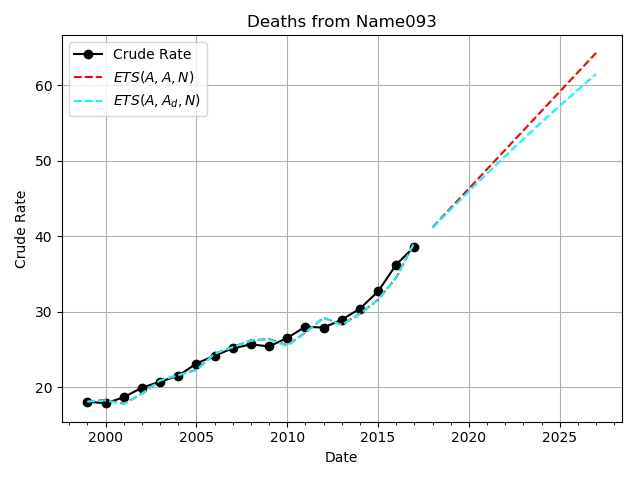 Deaths from Name093
Crude Rate
ETS(A, A, N)
ETS(A, A_d, N)
Crude Rate
60
50
40
30
20
2000 2005 2010 2015 2020 2025
Date